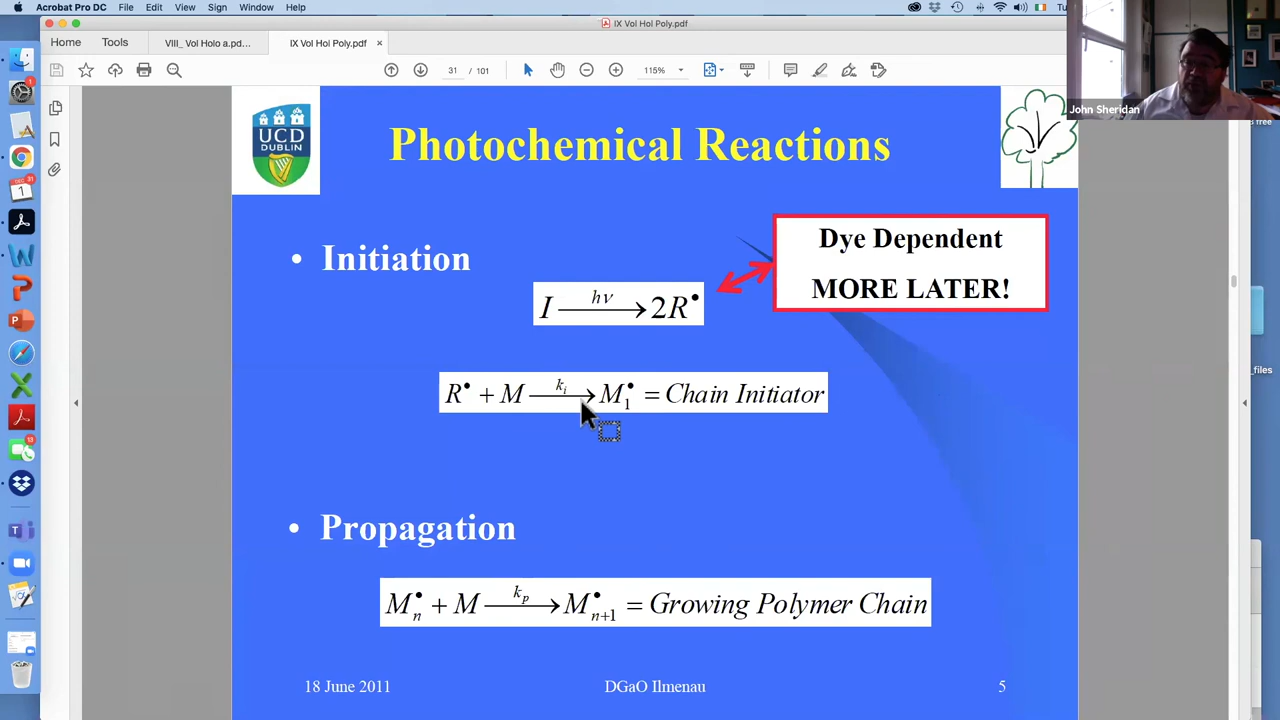 Acrobat Pro DC File Edit View Sign Window Help
IX Vol Hol Poly.pdf
Home Tools VIII_ Vol Holo a.pd... IX Vol Hol Poly.pdf ×
31 / 101 115%
John Sheridan
UCD
DUBLIN
Photochemical Reactions
Dye Dependent
MORE LATER!
• Initiation
I —hν→ 2R•
R• + M —kᵢ→ M₁• = Chain Initiator
• Propagation
Mₙ• + M —kₚ→ Mₙ₊₁• = Growing Polymer Chain
18 June 2011 DGaO Ilmenau 5